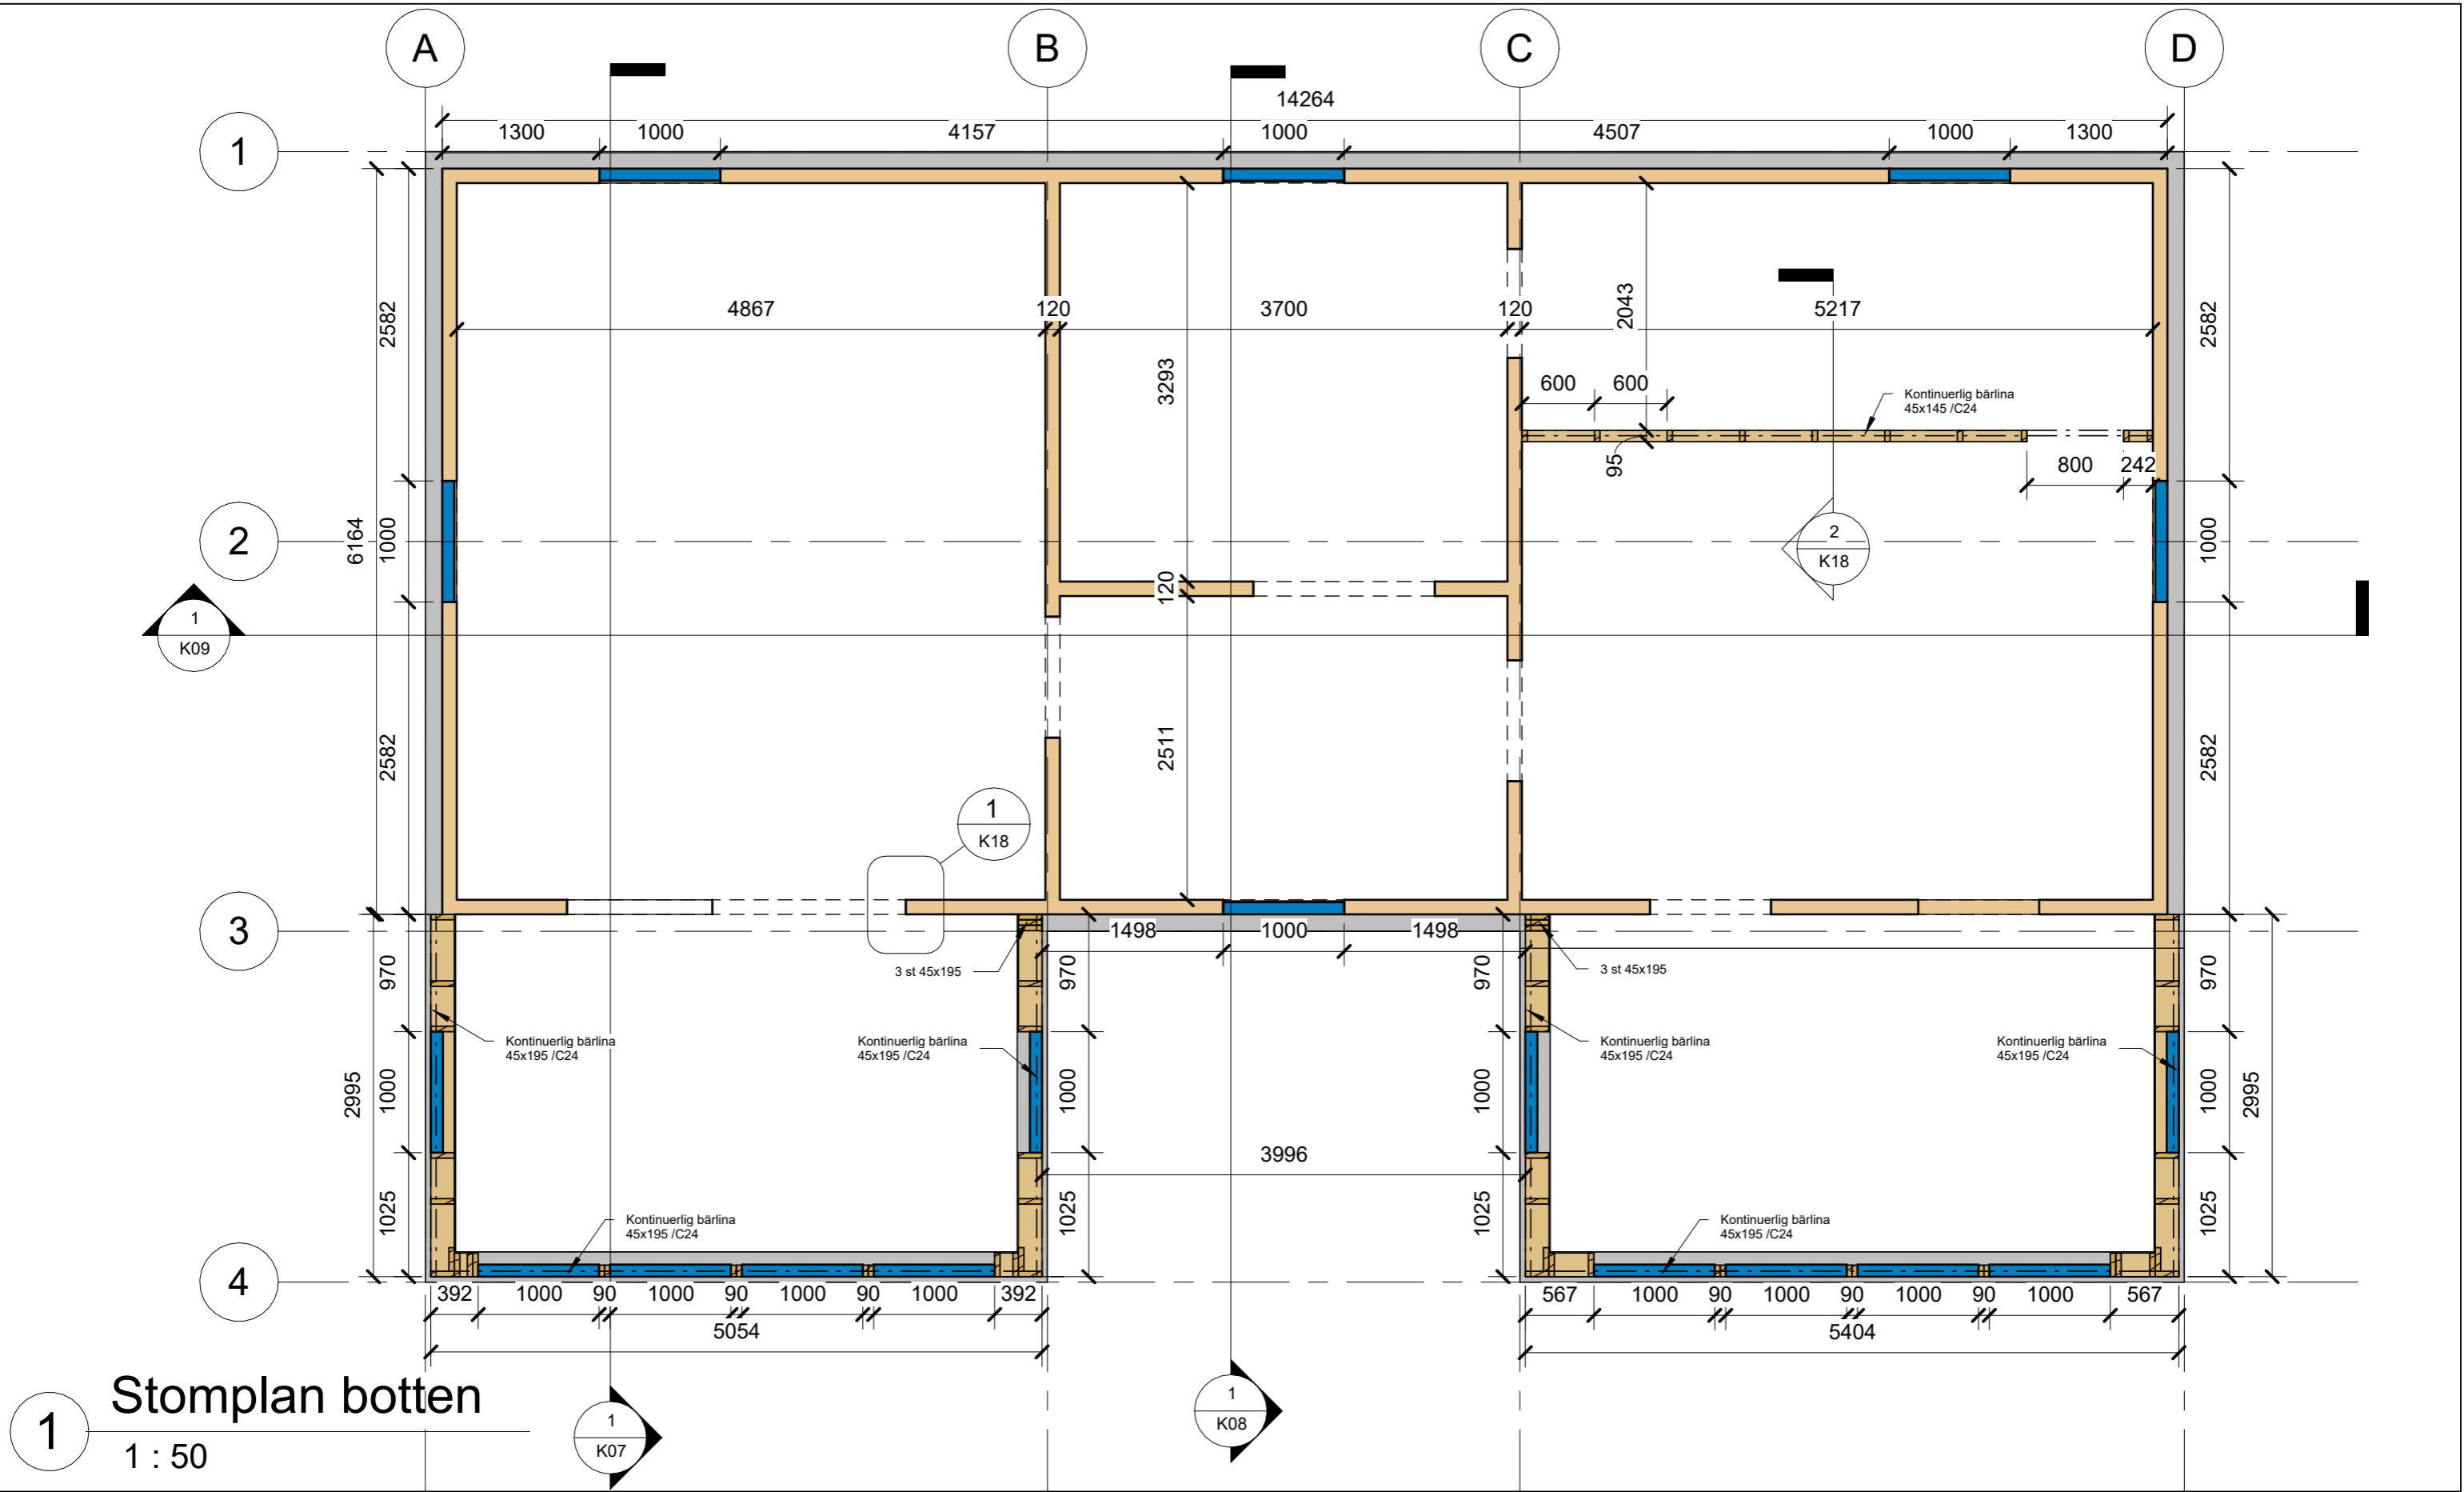 A B C D
14264
1300 1000 4157 1000 4507 1000 1300
1
2582 4867 120 3700 120 2043 5217 2582
3293
600 600
Kontinuerlig bärlina
45x145 /C24
95
800 242
2
6164 1000 1000
2
K18
120
1
K09
2582 2511 2582
1
K18
3
1498 1000 1498
970 970 970 970
3 st 45x195 3 st 45x195
Kontinuerlig bärlina
45x195 /C24
Kontinuerlig bärlina
45x195 /C24
Kontinuerlig bärlina
45x195 /C24
Kontinuerlig bärlina
45x195 /C24
2995 1000 1000 1000 1000 2995
3996
1025 1025 1025 1025
Kontinuerlig bärlina
45x195 /C24
Kontinuerlig bärlina
45x195 /C24
4
392 1000 90 1000 90 1000 90 1000 392
567 1000 90 1000 90 1000 90 1000 567
5054 5404
1 Stomplan botten
1 : 50
1
K07
1
K08